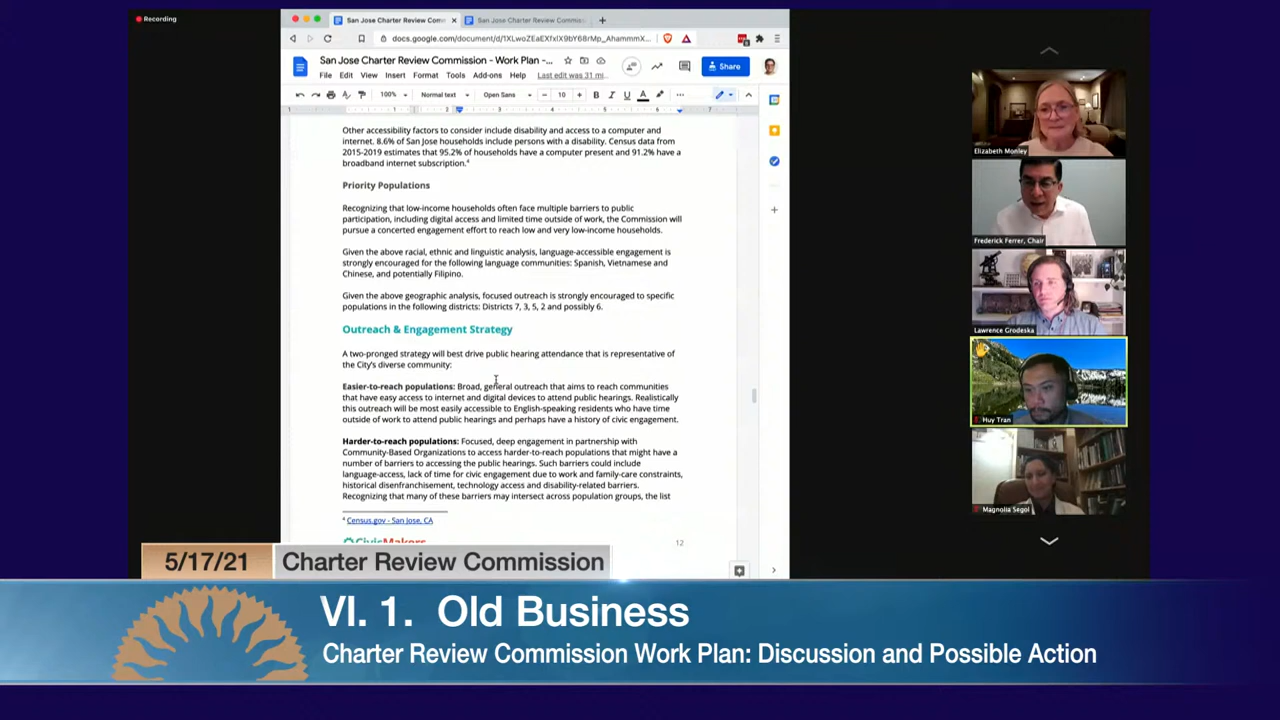 Recording
San Jose Charter Review Comm
San Jose Charter Review Commiss
docs.google.com/document/d/1XLwoZEaEXfxIX9bY68rMp_AhammmX...
San Jose Charter Review Commission - Work Plan -...
Share
File Edit View Insert Format Tools Add-ons Help Last edit was 31 mi...
100% Normal text Open Sans 10 B I U A
Other accessibility factors to consider include disability and access to a computer and
internet. 8.6% of San Jose households include persons with a disability. Census data from
2015-2019 estimates that 95.2% of households have a computer present and 91.2% have a
broadband internet subscription.⁴
Priority Populations
Recognizing that low-income households often face multiple barriers to public
participation, including digital access and limited time outside of work, the Commission will
pursue a concerted engagement effort to reach low and very low-income households.
Given the above racial, ethnic and linguistic analysis, language-accessible engagement is
strongly encouraged for the following language communities: Spanish, Vietnamese and
Chinese, and potentially Filipino.
Given the above geographic analysis, focused outreach is strongly encouraged to specific
populations in the following districts: Districts 7, 3, 5, 2 and possibly 6.
Outreach & Engagement Strategy
A two-pronged strategy will best drive public hearing attendance that is representative of
the City's diverse community:
Easier-to-reach populations: Broad, general outreach that aims to reach communities
that have easy access to internet and digital devices to attend public hearings. Realistically
this outreach will be most easily accessible to English-speaking residents who have time
outside of work to attend public hearings and perhaps have a history of civic engagement.
Harder-to-reach populations: Focused, deep engagement in partnership with
Community-Based Organizations to access harder-to-reach populations that might have a
number of barriers to accessing the public hearings. Such barriers could include
language-access, lack of time for civic engagement due to work and family-care constraints,
historical disenfranchisement, technology access and disability-related barriers.
Recognizing that many of these barriers may intersect across population groups, the list
⁴ Census.gov - San Jose, CA
CivicMakers
12
Elizabeth Monley
Frederick Ferrer, Chair
Lawrence Grodeska
Huy Tran
Magnolia Segol
5/17/21 Charter Review Commission
VI. 1. Old Business
Charter Review Commission Work Plan: Discussion and Possible Action